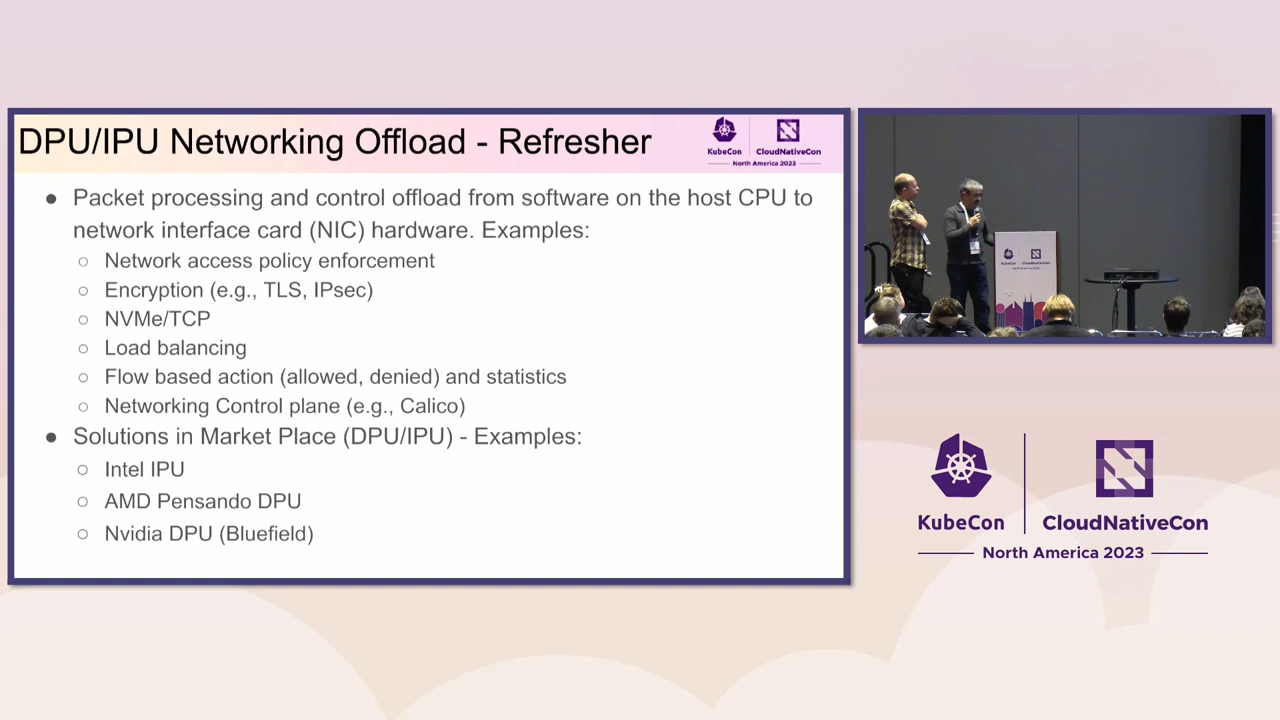 DPU/IPU Networking Offload - Refresher
KubeCon
CloudNativeCon
North America 2023
● Packet processing and control offload from software on the host CPU to
network interface card (NIC) hardware. Examples:
○ Network access policy enforcement
○ Encryption (e.g., TLS, IPsec)
○ NVMe/TCP
○ Load balancing
○ Flow based action (allowed, denied) and statistics
○ Networking Control plane (e.g., Calico)
● Solutions in Market Place (DPU/IPU) - Examples:
○ Intel IPU
○ AMD Pensando DPU
○ Nvidia DPU (Bluefield)
KubeCon
CloudNativeCon
North America 2023